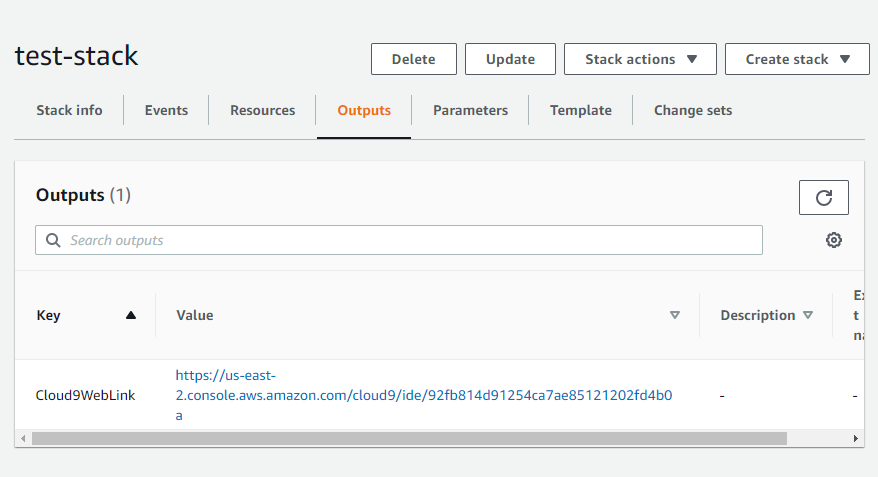 test-stack
Delete
Update
Stack actions
Create stack
Stack info
Events
Resources
Outputs
Parameters
Template
Change sets
Outputs (1)
Search outputs
Key
Value
Description
Ex
t
na
Cloud9WebLink
https://us-east-
2.console.aws.amazon.com/cloud9/ide/92fb814d91254ca7ae85121202fd4b0
a
-
-